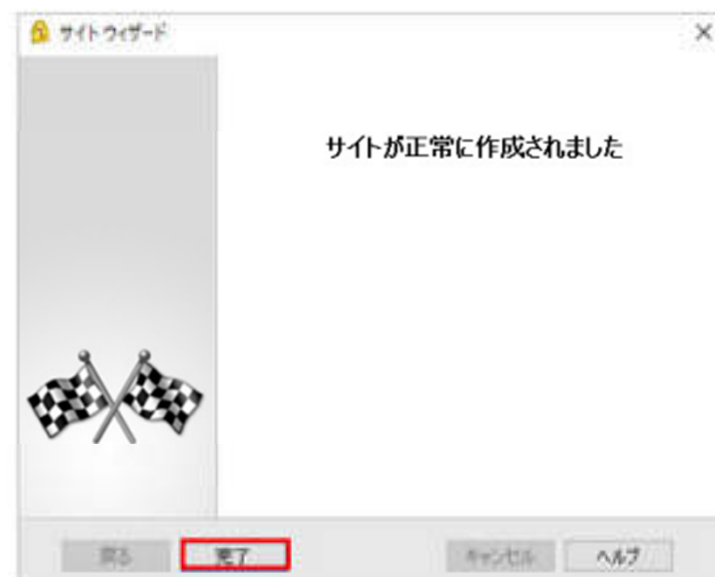 サイト ウィザード
サイトが正常に作成されました
戻る
完了
キャンセル
ヘルプ